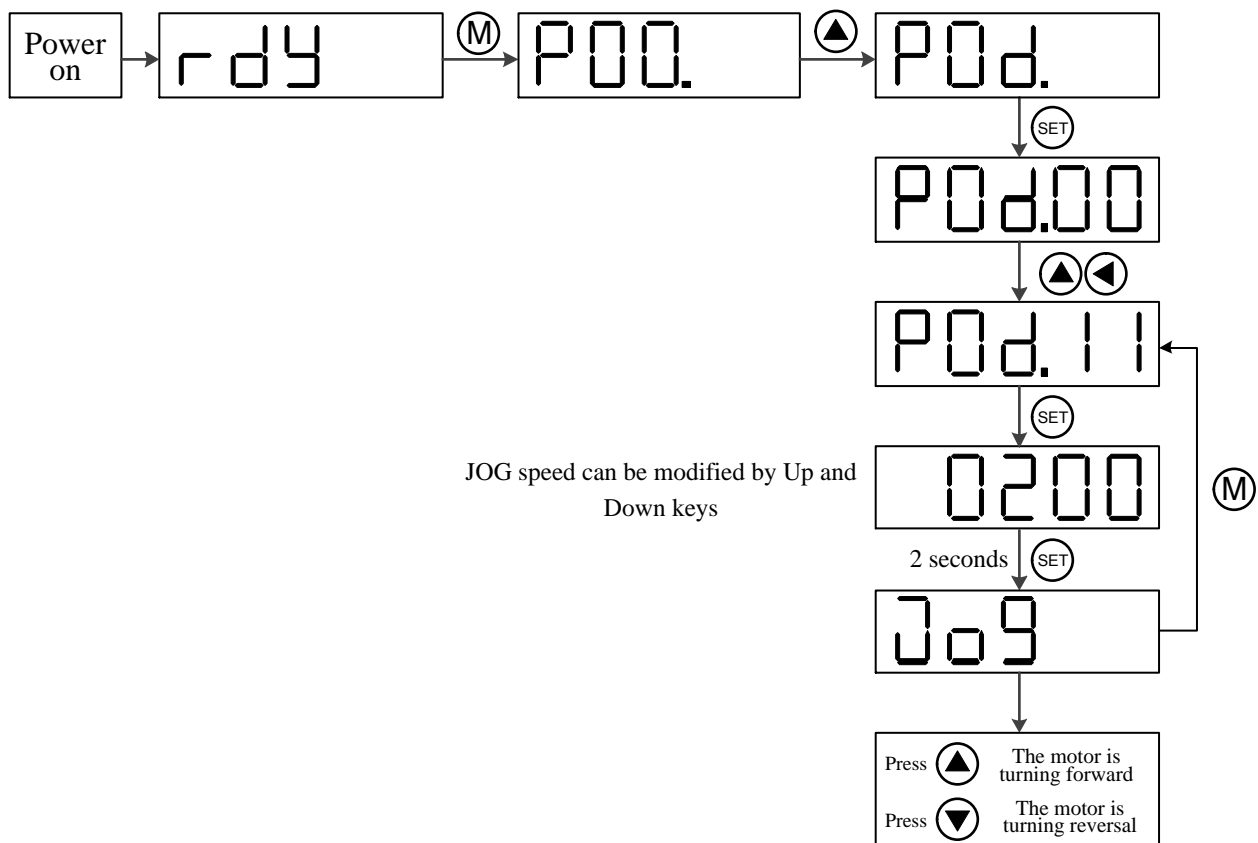 Power
on
rdy
M
P00.
P0d.
SET
P0d.00
P0d.11
SET
JOG speed can be modified by Up and
Down keys
0200
M
2 seconds
SET
Jog
Press
The motor is
turning forward
Press
The motor is
turning reversal